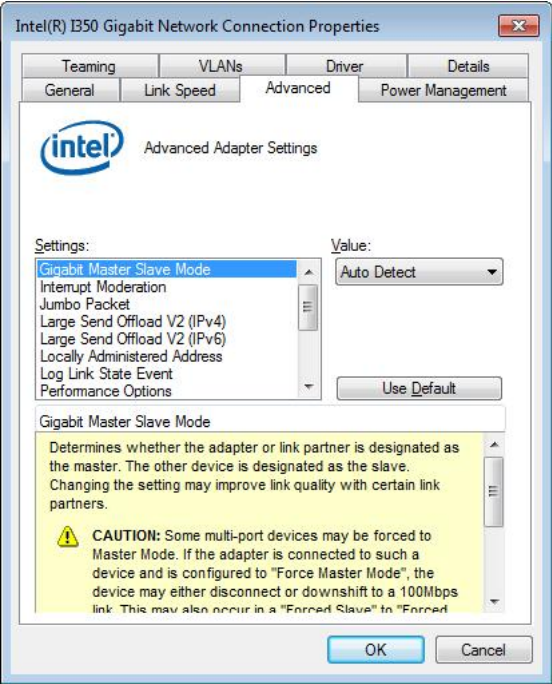 Intel(R) I350 Gigabit Network Connection Properties
Teaming VLANs Driver Details
General Link Speed Advanced Power Management
intel
Advanced Adapter Settings
Settings: Value:
Gigabit Master Slave Mode Auto Detect
Interrupt Moderation
Jumbo Packet
Large Send Offload V2 (IPv4)
Large Send Offload V2 (IPv6)
Locally Administered Address
Log Link State Event
Performance Options Use Default
Gigabit Master Slave Mode
Determines whether the adapter or link partner is designated as
the master. The other device is designated as the slave.
Changing the setting may improve link quality with certain link
partners.
CAUTION: Some multi-port devices may be forced to
Master Mode. If the adapter is connected to such a
device and is configured to "Force Master Mode", the
device may either disconnect or downshift to a 100Mbps
link. This may also occur in a "Forced Slave" to "Forced
OK Cancel